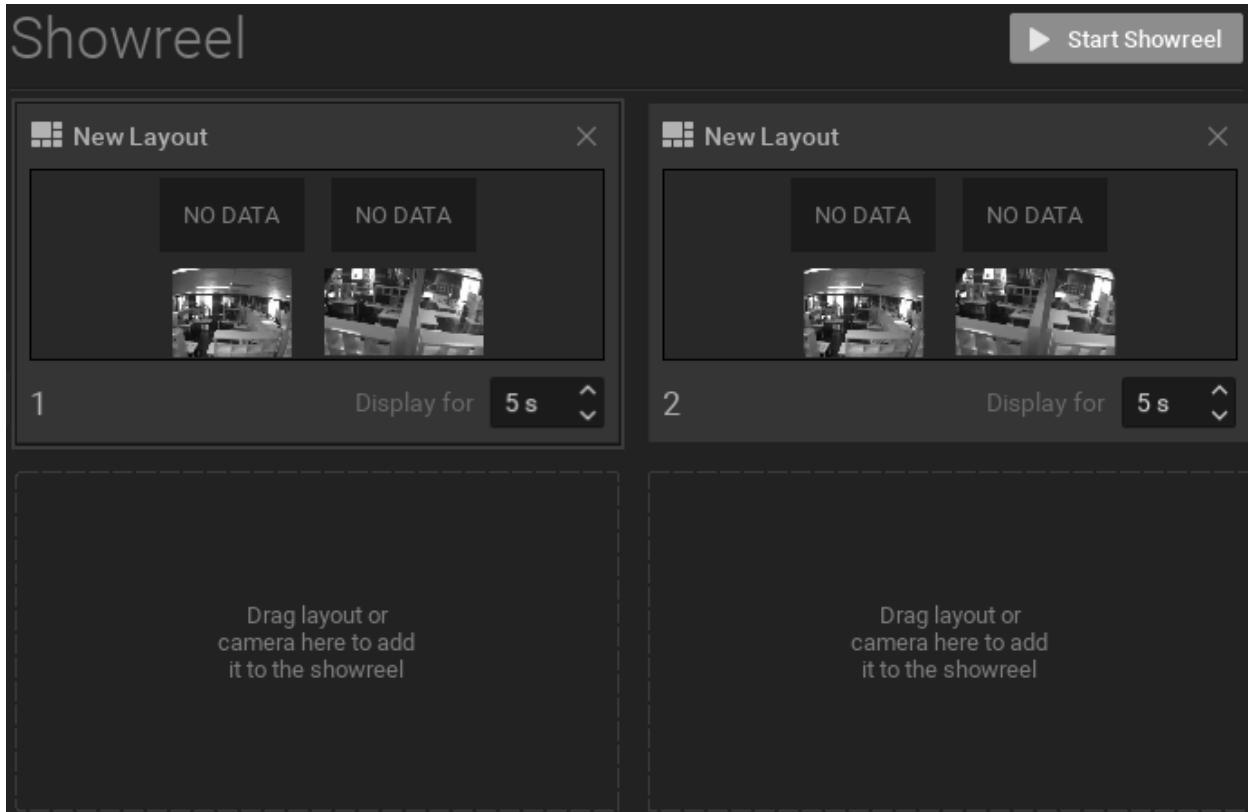 Showreel
Start Showreel
New Layout
NO DATA NO DATA
1 Display for 5 s
New Layout
NO DATA NO DATA
2 Display for 5 s
Drag layout or
camera here to add
it to the showreel
Drag layout or
camera here to add
it to the showreel